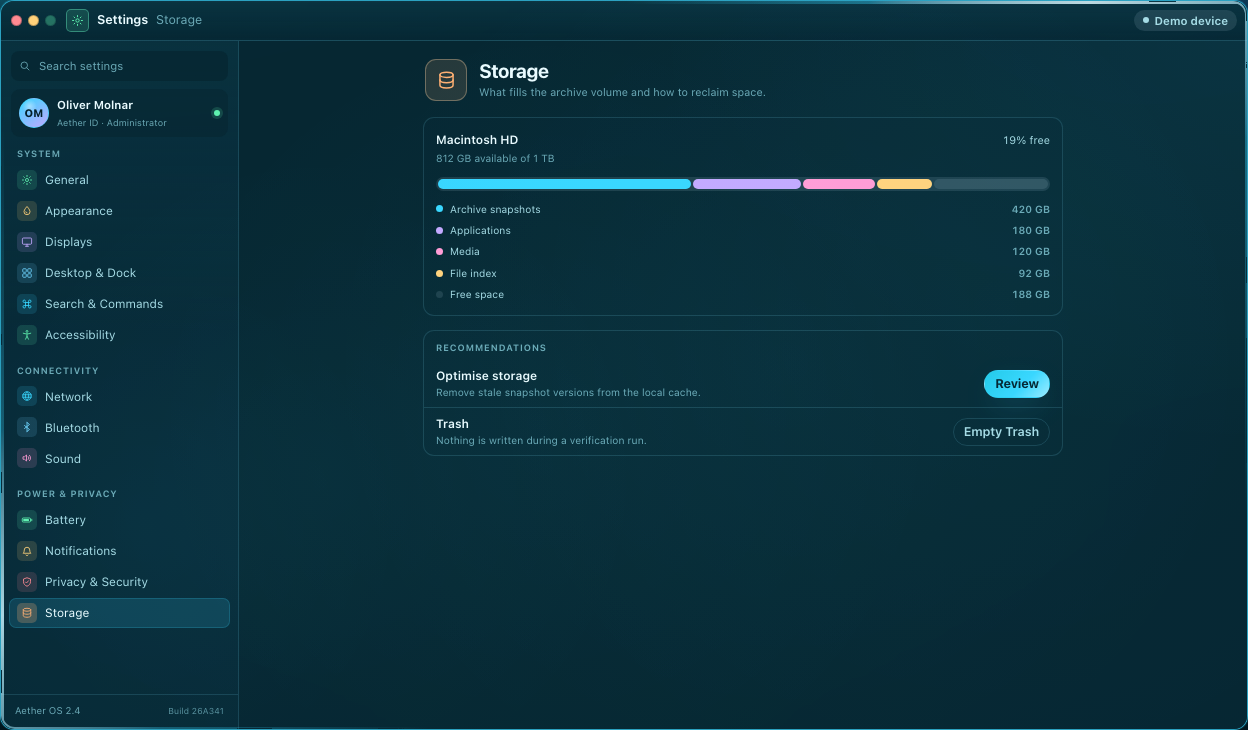 Settings Storage
Demo device
Search settings
OM
Oliver Molnar
Aether ID · Administrator
SYSTEM
General
Appearance
Displays
Desktop & Dock
Search & Commands
Accessibility
CONNECTIVITY
Network
Bluetooth
Sound
POWER & PRIVACY
Battery
Notifications
Privacy & Security
Storage
Aether OS 2.4
Build 26A341
Storage
What fills the archive volume and how to reclaim space.
Macintosh HD
19% free
812 GB available of 1 TB
Archive snapshots 420 GB
Applications 180 GB
Media 120 GB
File index 92 GB
Free space 188 GB
RECOMMENDATIONS
Optimise storage
Remove stale snapshot versions from the local cache.
Review
Trash
Nothing is written during a verification run.
Empty Trash